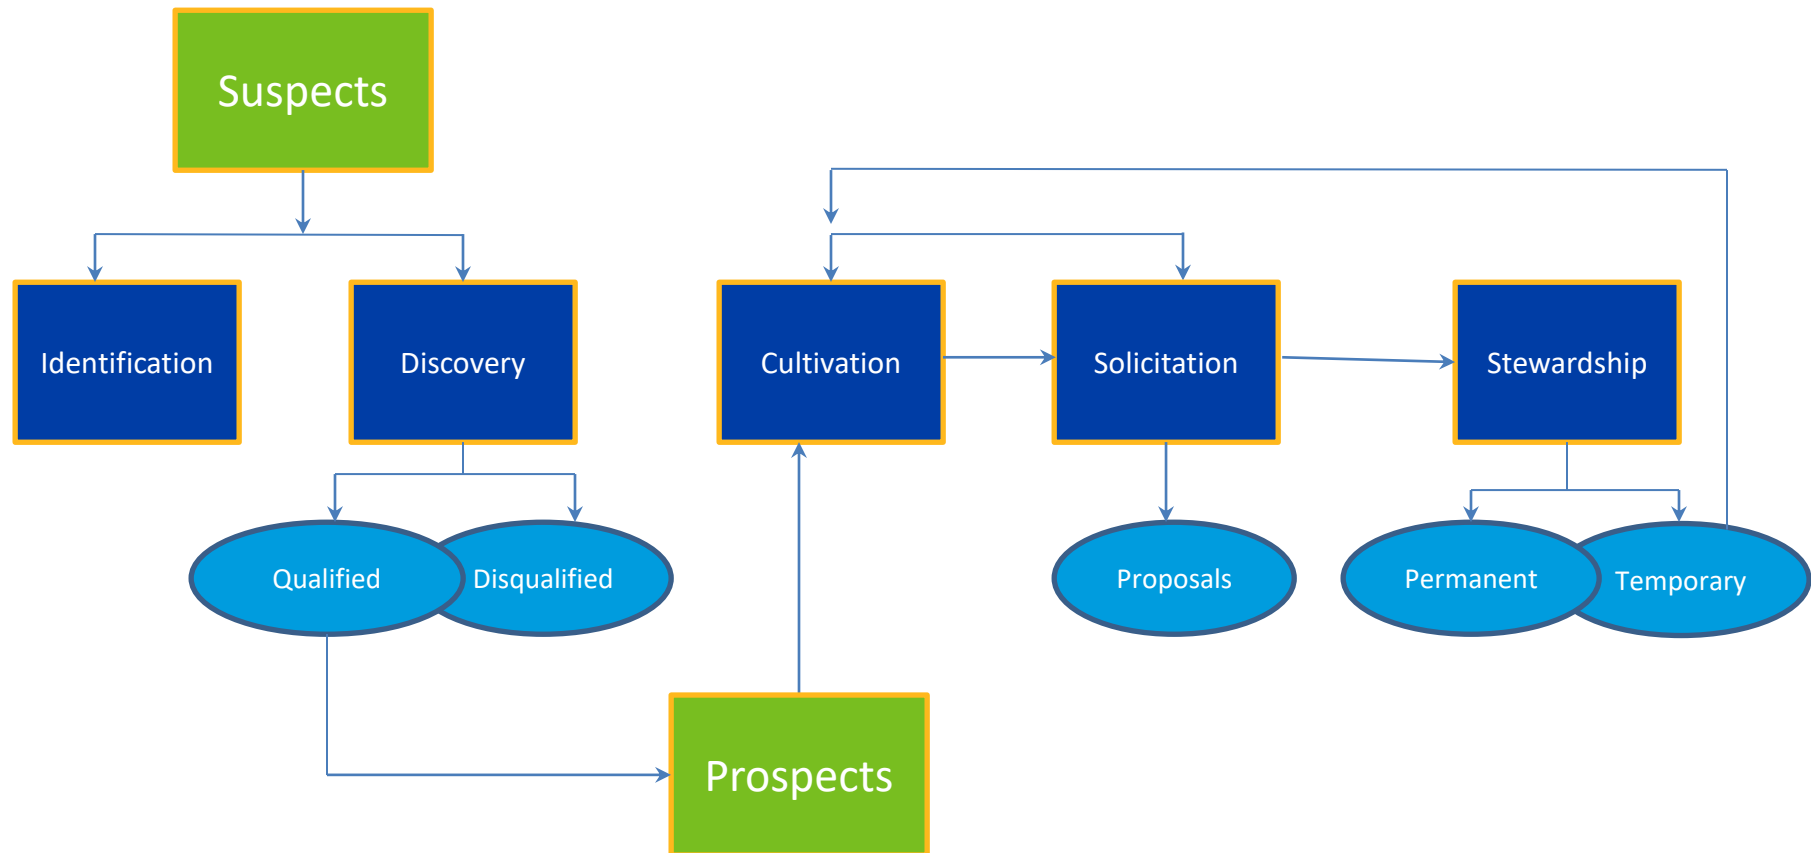 Suspects
Identification
Discovery
Cultivation
Solicitation
Stewardship
Qualified
Disqualified
Proposals
Permanent
Temporary
Prospects